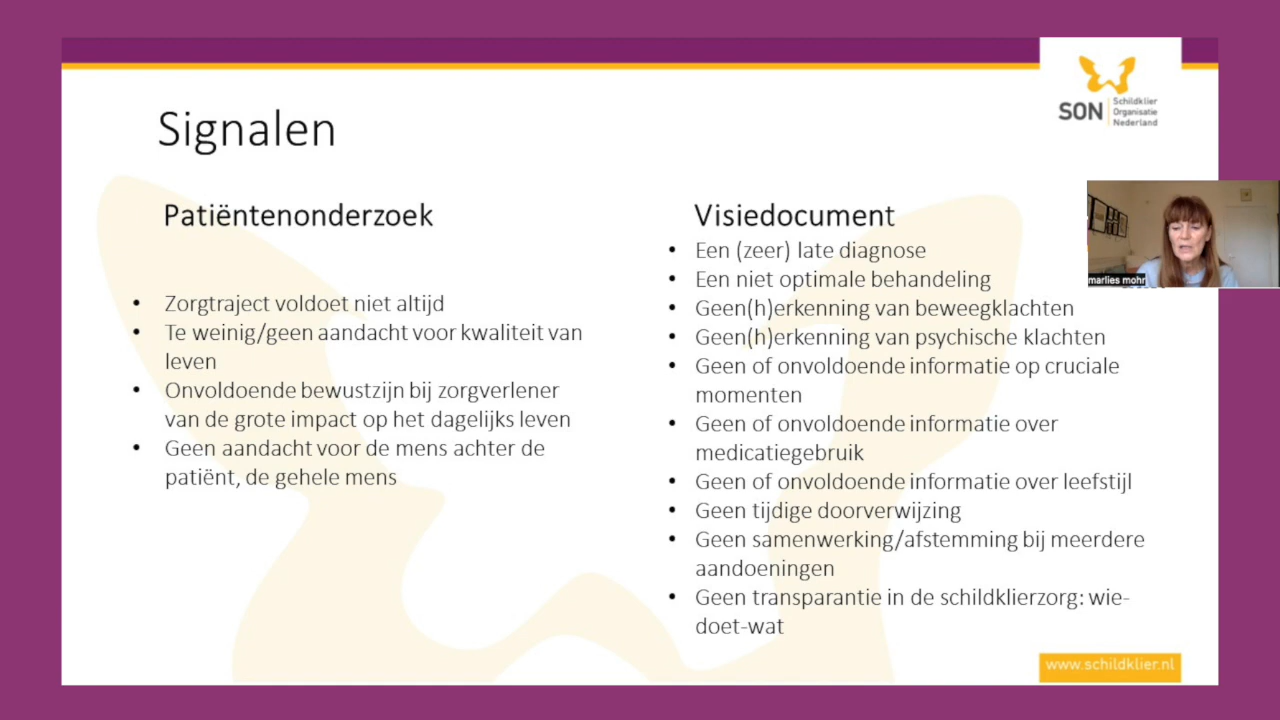 Signalen
SON
Schildklier
Organisatie
Nederland
Patiëntenonderzoek
• Zorgtraject voldoet niet altijd
• Te weinig/geen aandacht voor kwaliteit van
leven
• Onvoldoende bewustzijn bij zorgverlener
van de grote impact op het dagelijks leven
• Geen aandacht voor de mens achter de
patiënt, de gehele mens
Visiedocument
• Een (zeer) late diagnose
• Een niet optimale behandeling
• Geen(h)erkenning van beweegklachten
• Geen(h)erkenning van psychische klachten
• Geen of onvoldoende informatie op cruciale
momenten
• Geen of onvoldoende informatie over
medicatiegebruik
• Geen of onvoldoende informatie over leefstijl
• Geen tijdige doorverwijzing
• Geen samenwerking/afstemming bij meerdere
aandoeningen
• Geen transparantie in de schildklierzorg: wie-
doet-wat
marlies mohr
www.schildklier.nl